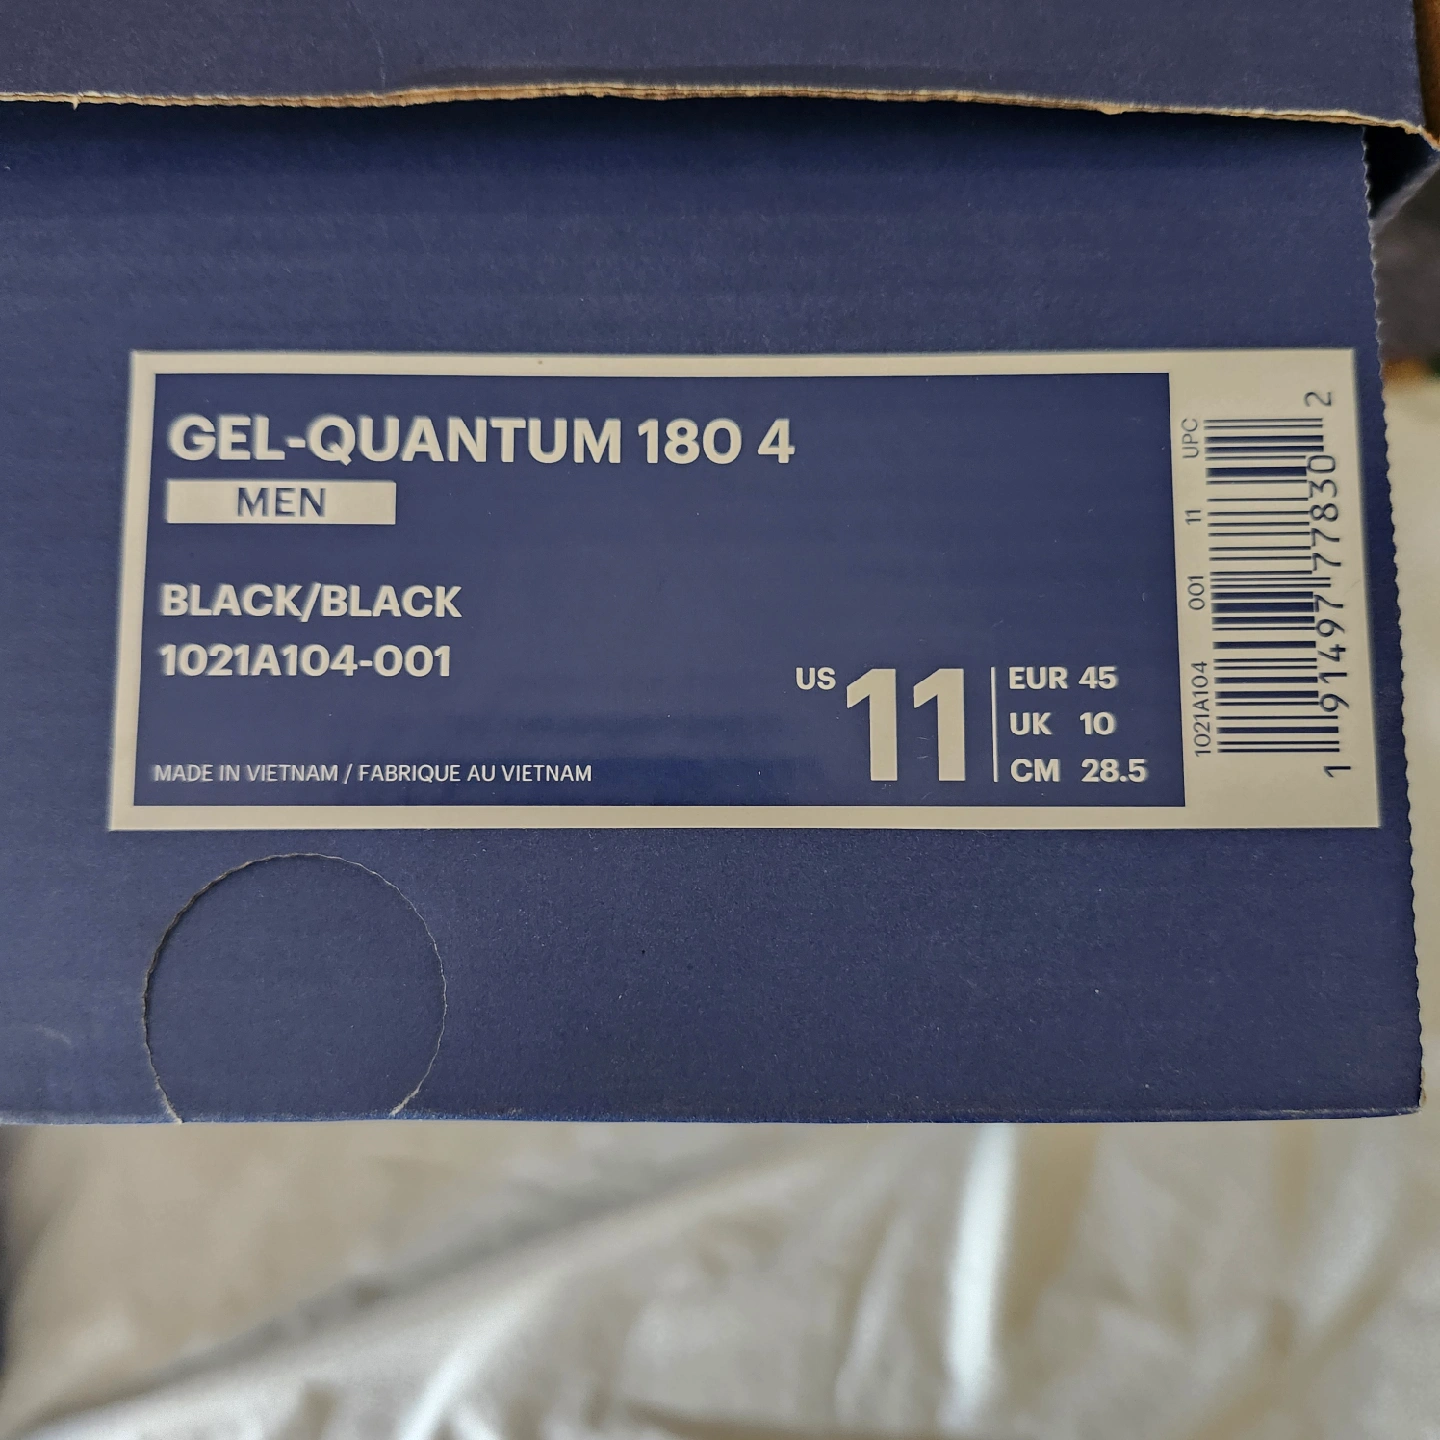 GEL-QUANTUM 180 4
MEN
BLACK/BLACK
1021A104-001
MADE IN VIETNAM / FABRIQUE AU VIETNAM
US 11
EUR 45
UK 10
CM 28.5
1021A104 001 11 UPC
1 91497 77830 2